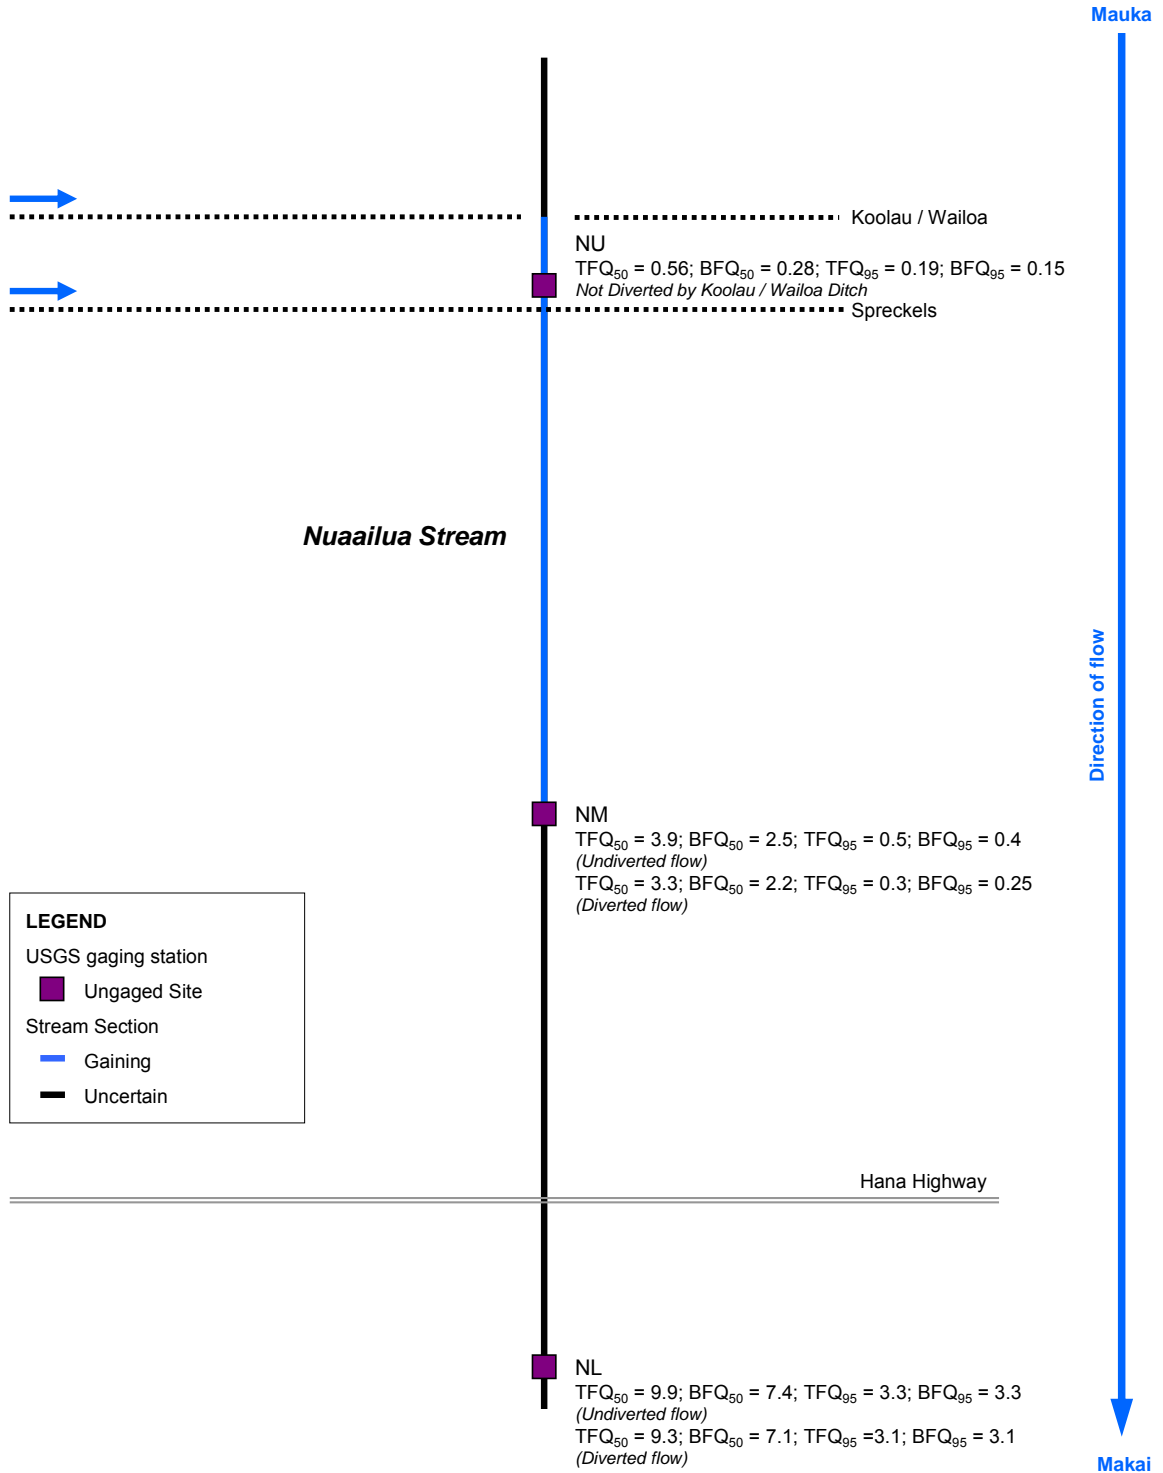 Mauka
Koolau / Wailoa
NU
TFQ50 = 0.56; BFQ50 = 0.28; TFQ95 = 0.19; BFQ95 = 0.15
Not Diverted by Koolau / Wailoa Ditch
Spreckels
Nuaailua Stream
Direction of flow
NM
TFQ50 = 3.9; BFQ50 = 2.5; TFQ95 = 0.5; BFQ95 = 0.4
(Undiverted flow)
TFQ50 = 3.3; BFQ50 = 2.2; TFQ95 = 0.3; BFQ95 = 0.25
(Diverted flow)
LEGEND
USGS gaging station
Ungaged Site
Stream Section
Gaining
Uncertain
Hana Highway
NL
TFQ50 = 9.9; BFQ50 = 7.4; TFQ95 = 3.3; BFQ95 = 3.3
(Undiverted flow)
TFQ50 = 9.3; BFQ50 = 7.1; TFQ95 =3.1; BFQ95 = 3.1
(Diverted flow)
Makai